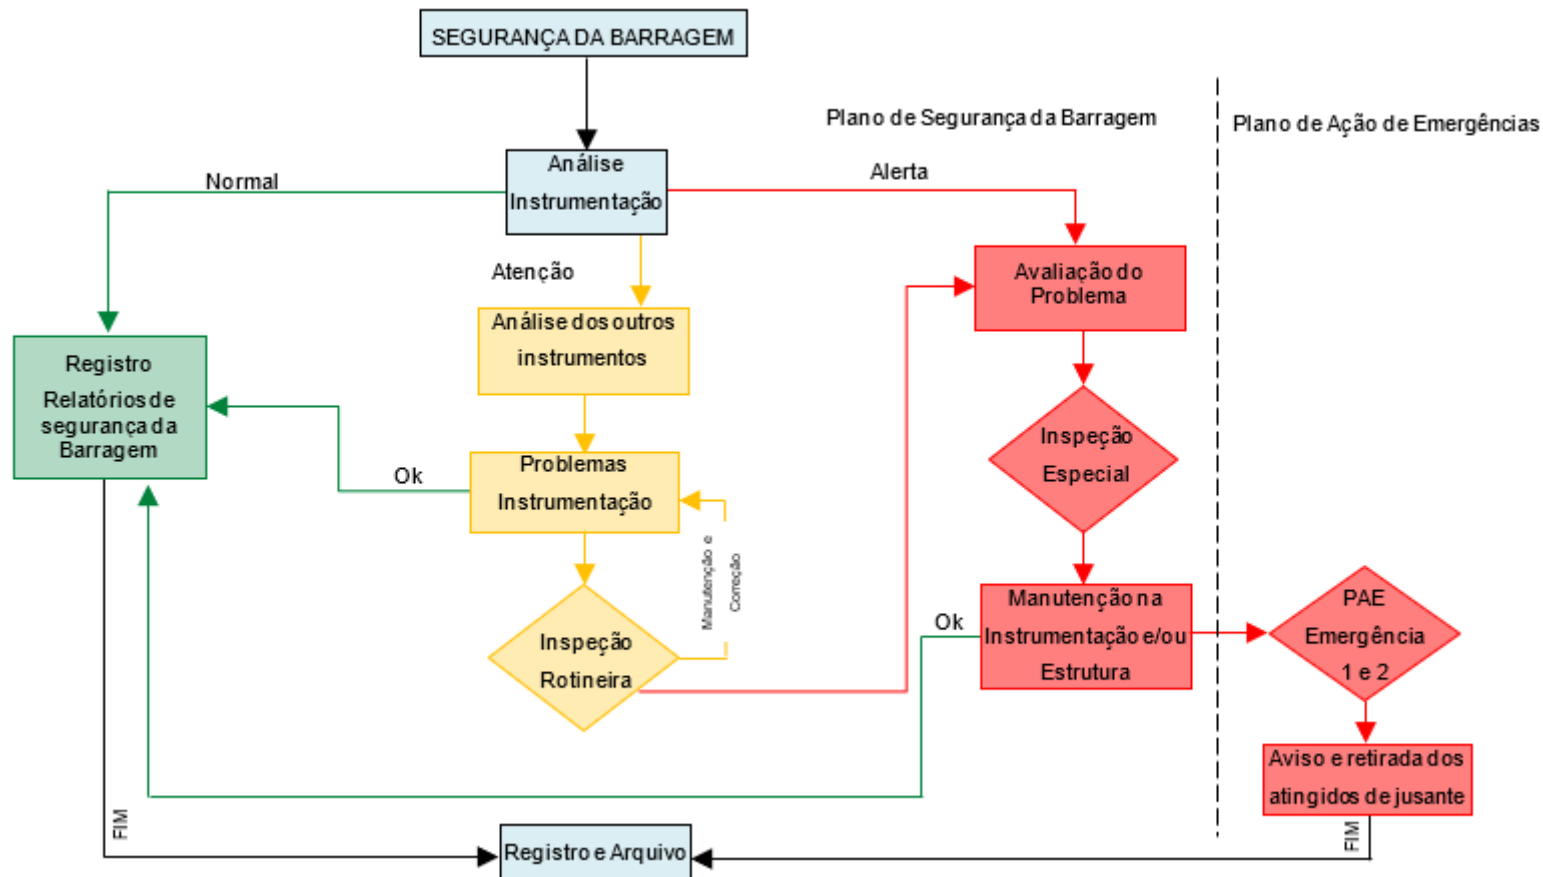 SEGURANÇA DA BARRAGEM
Plano de Segurança da Barragem
Plano de Ação de Emergências
Análise
Instrumentação
Normal
Alerta
Atenção
Avaliação do
Problema
Análise dos outros
instrumentos
Registro
Relatórios de
segurança da
Barragem
Inspeção
Especial
Problemas
Instrumentação
Ok
Manutenção e
Correção
Inspeção
Rotineira
Manutenção na
Instrumentação e/ou
Estrutura
Ok
PAE
Emergência
1 e 2
Aviso e retirada dos
atingidos de jusante
FIM
FIM
Registro e Arquivo